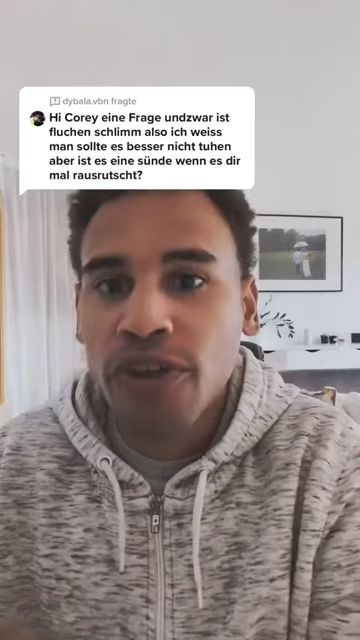 dybala.vbn fragte
Hi Corey eine Frage undzwar ist
fluchen schlimm also ich weiss
man sollte es besser nicht tuhen
aber ist es eine sünde wenn es dir
mal rausrutscht?